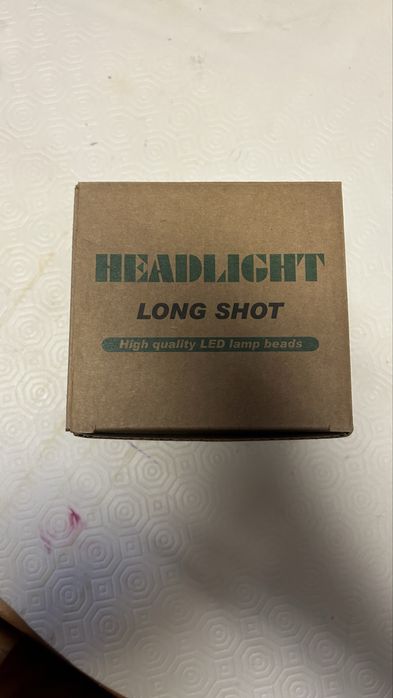 HEADLIGHT
LONG SHOT
High quality LED lamp beads